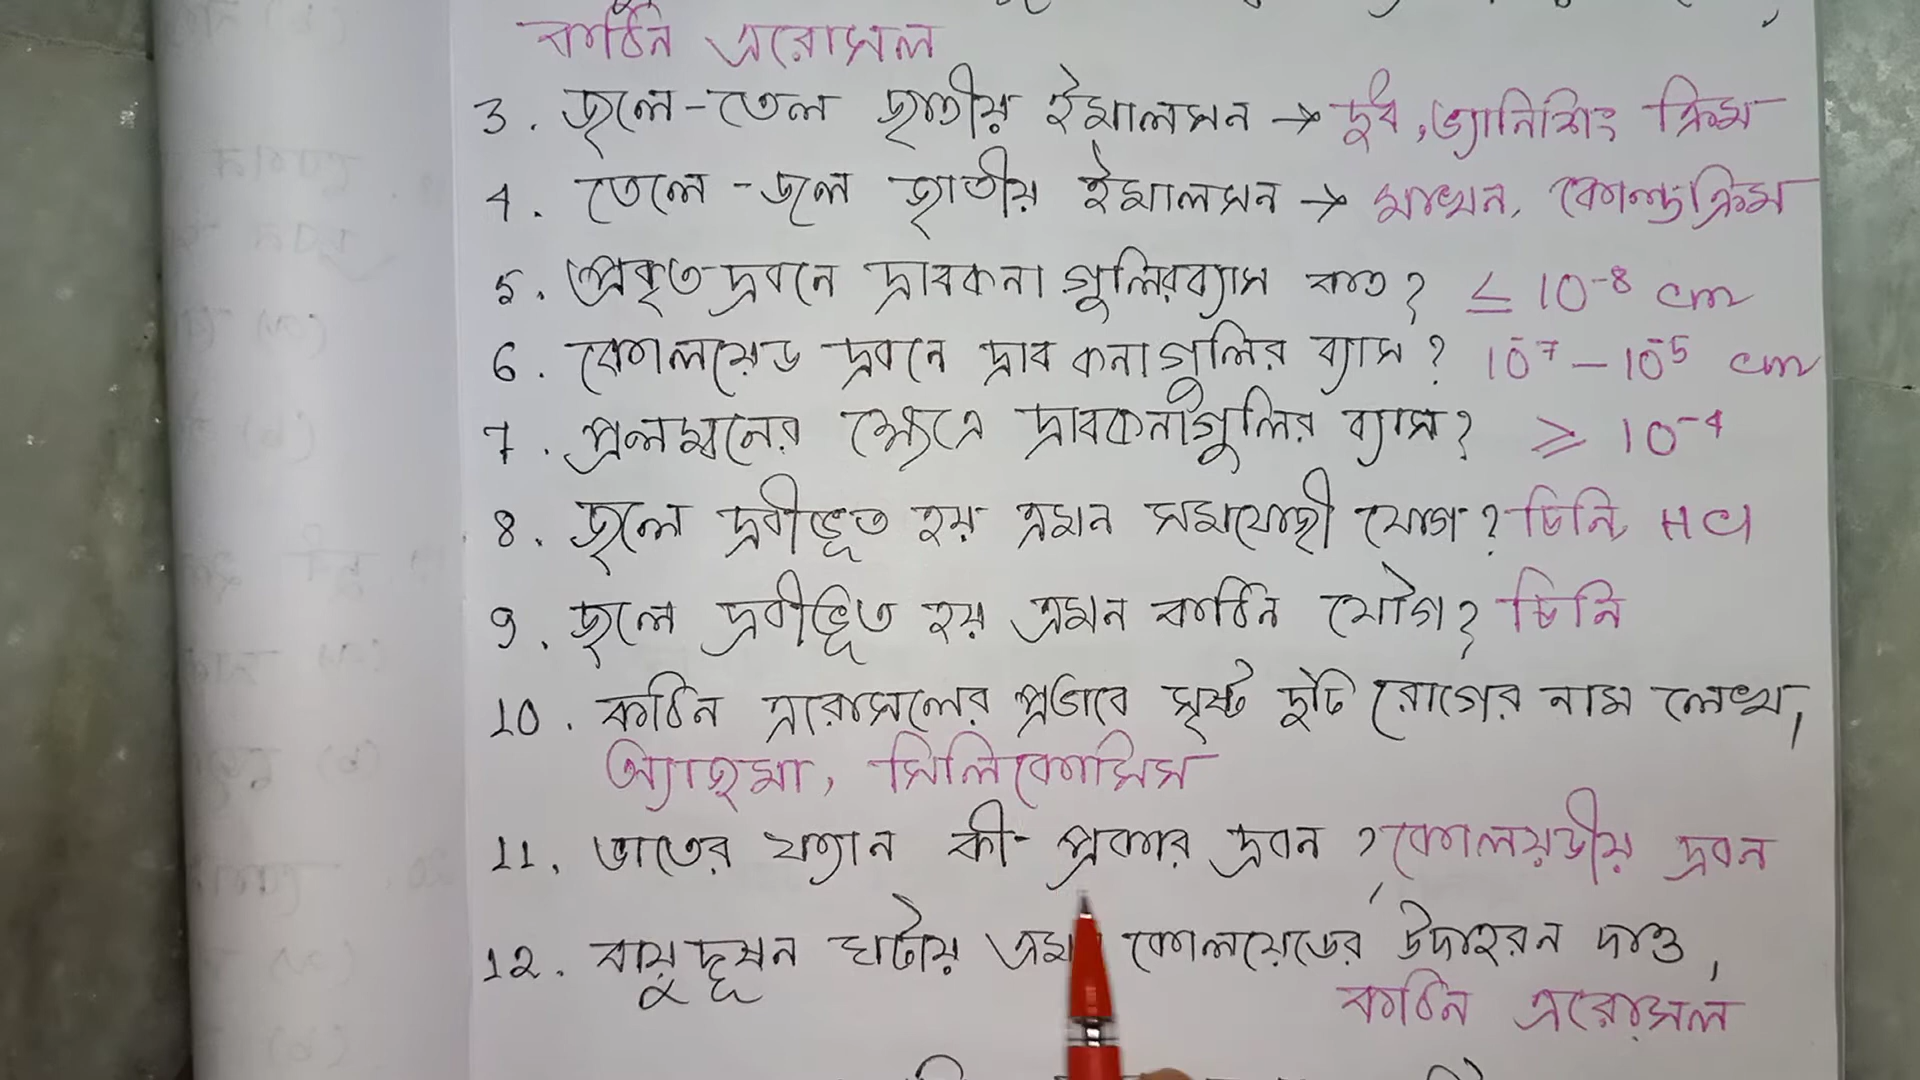 কঠিন এরোসল
3. জলে-তেল জাতীয় ইমালসন → দুধ, ভ্যানিশিং ক্রিম
4. তেলে-জল জাতীয় ইমালসন → মাখন, কোল্ডক্রিম
5. প্রকৃত দ্রবনে দ্রাবকনা গুলির ব্যাস কত? ≤ 10⁻⁸ cm
6. কোলয়েড দ্রবনে দ্রাব কনাগুলির ব্যাস? 10⁻⁷ – 10⁻⁵ cm
7. প্রলম্বনের ক্ষেত্রে দ্রাবকনাগুলির ব্যাস? ≥ 10⁻⁴
8. জলে দ্রবীভূত হয় এমন সমযোজী যৌগ? চিনি, HCl
9. জলে দ্রবীভূত হয় এমন কঠিন যৌগ? চিনি
10. কঠিন এরোসলের প্রভাবে সৃষ্ট দুটি রোগের নাম লেখ,
অ্যাজমা, সিলিকোসিস
11. ভাতের ফ্যান কী প্রকার দ্রবন? কোলয়ডীয় দ্রবন
12. বায়ুদূষন ঘটায় এমন কোলয়েডের উদাহরন দাও,
কঠিন এরোসল